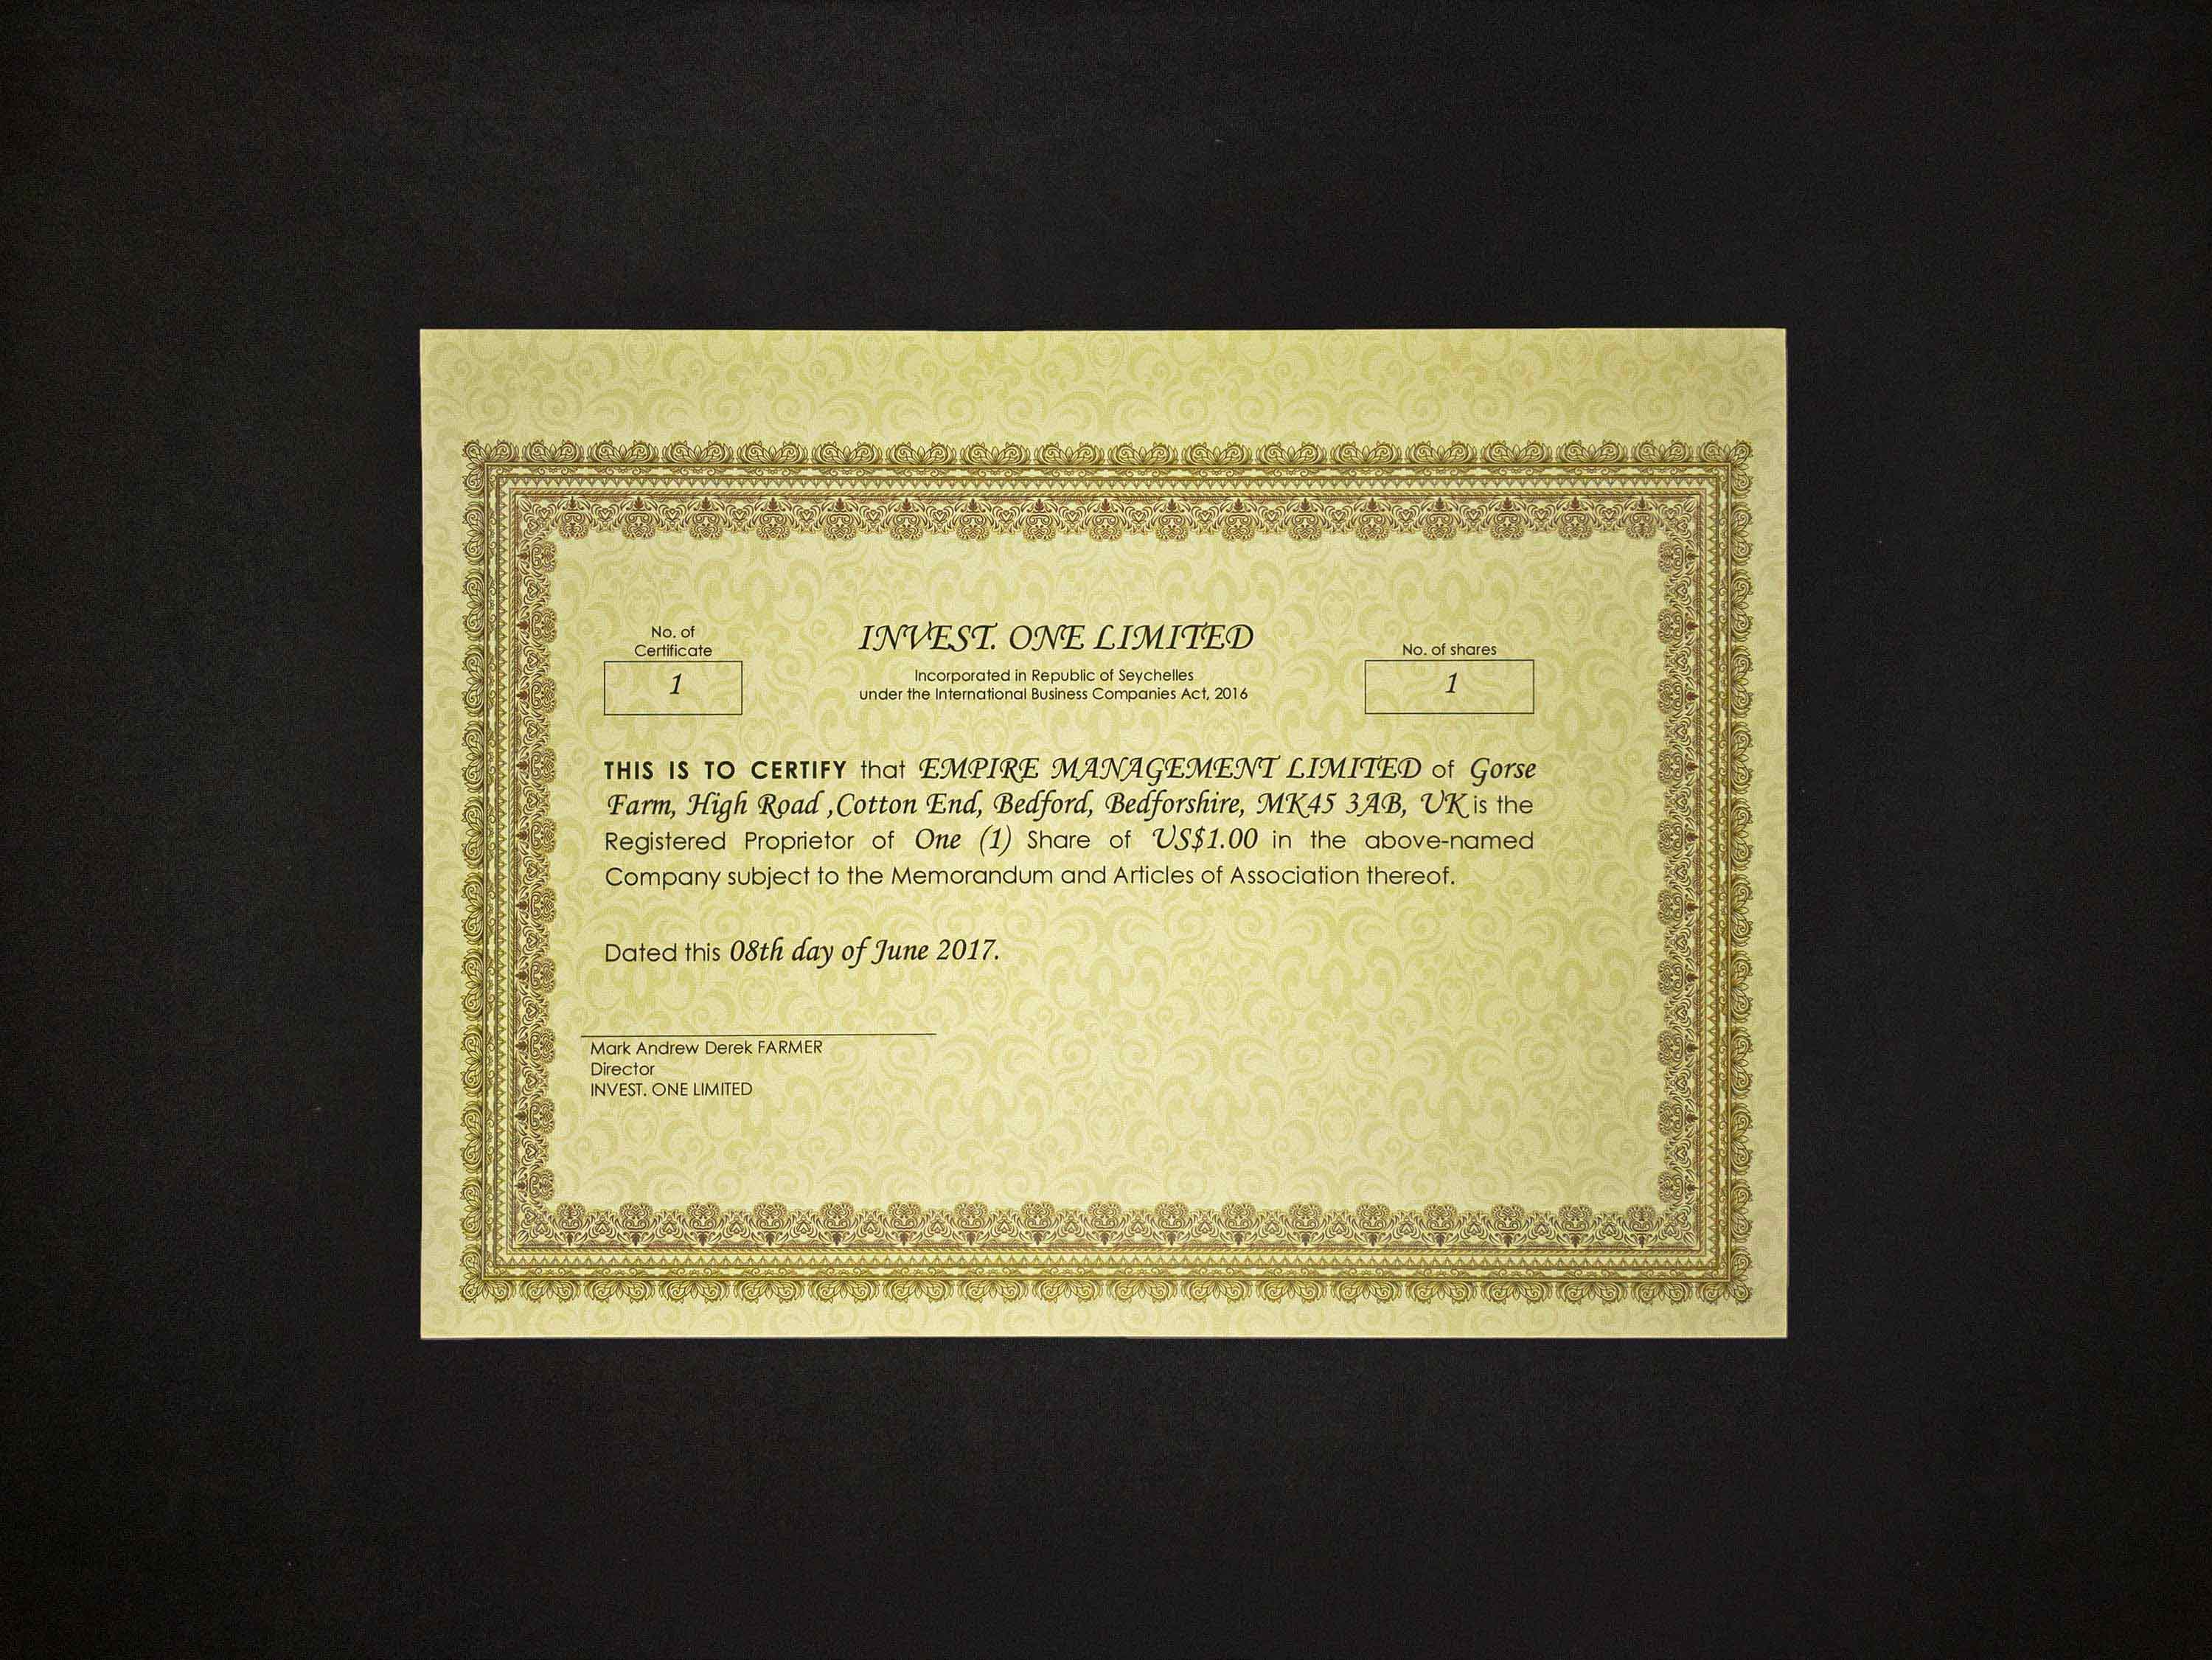 No. of
Certificate
1
INVEST. ONE LIMITED
Incorporated in Republic of Seychelles
under the International Business Companies Act, 2016
No. of shares
1
THIS IS TO CERTIFY that EMPIRE MANAGEMENT LIMITED of Gorse
Farm, High Road ,Cotton End, Bedford, Bedforshire, MK45 3AB, UK is the
Registered Proprietor of One (1) Share of US$1.00 in the above-named
Company subject to the Memorandum and Articles of Association thereof.
Dated this 08th day of June 2017.
Mark Andrew Derek FARMER
Director
INVEST. ONE LIMITED